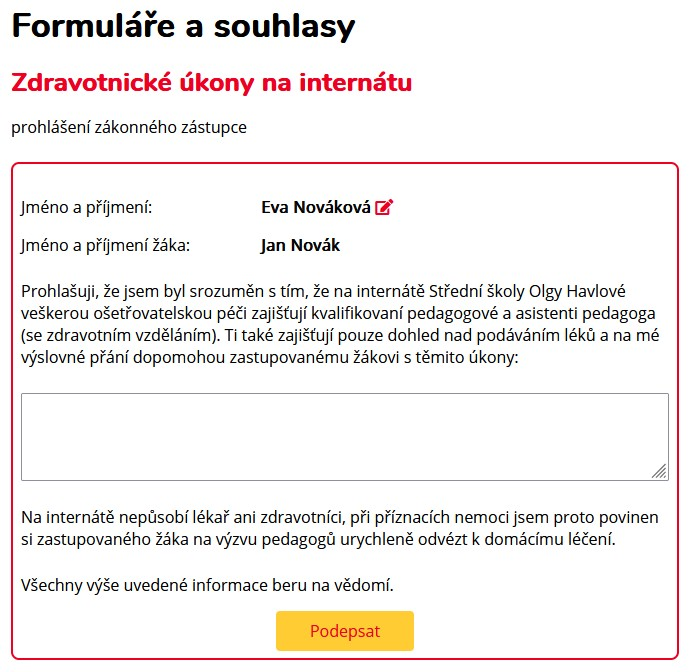 Formuláře a souhlasy
Zdravotnické úkony na internátu
prohlášení zákonného zástupce
Jméno a příjmení: Eva Nováková
Jméno a příjmení žáka: Jan Novák
Prohlašuji, že jsem byl srozuměn s tím, že na internátě Střední školy Olgy Havlové
veškerou ošetřovatelskou péči zajišťují kvalifikovaní pedagogové a asistenti pedagoga
(se zdravotním vzděláním). Ti také zajišťují pouze dohled nad podáváním léků a na mé
výslovné přání dopomohou zastupovanému žákovi s těmito úkony:
Na internátě nepůsobí lékař ani zdravotníci, při příznacích nemoci jsem proto povinen
si zastupovaného žáka na výzvu pedagogů urychleně odvézt k domácímu léčení.
Všechny výše uvedené informace beru na vědomí.
Podepsat